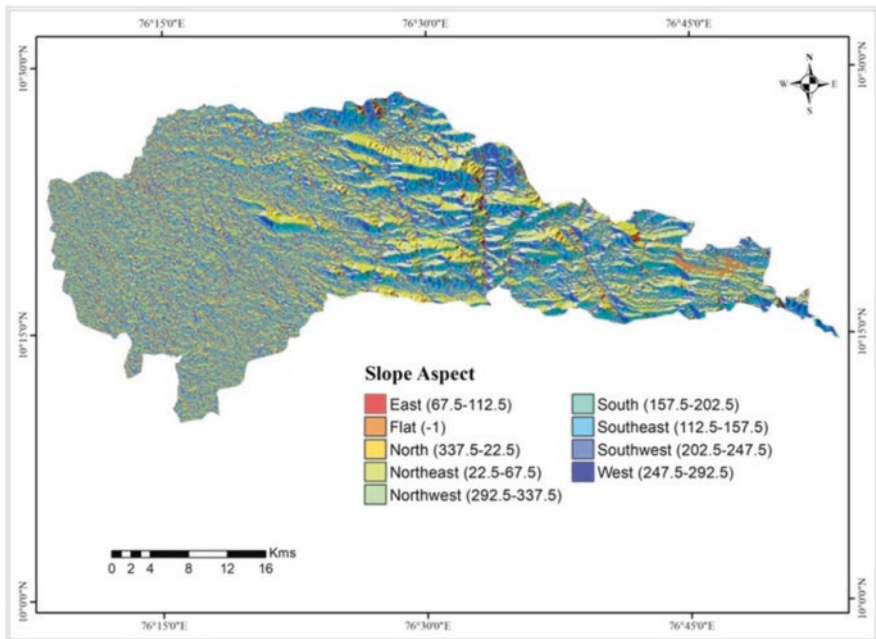 76°15'0"E 76°30'0"E 76°45'0"E
10°30'0"N 10°30'0"N
N
W E
S
10°15'0"N 10°15'0"N
Slope Aspect
East (67.5-112.5)
Flat (-1)
North (337.5-22.5)
Northeast (22.5-67.5)
Northwest (292.5-337.5)
South (157.5-202.5)
Southeast (112.5-157.5)
Southwest (202.5-247.5)
West (247.5-292.5)
Kms
0 2 4 8 12 16
10°0'0"N 10°0'0"N
76°15'0"E 76°30'0"E 76°45'0"E